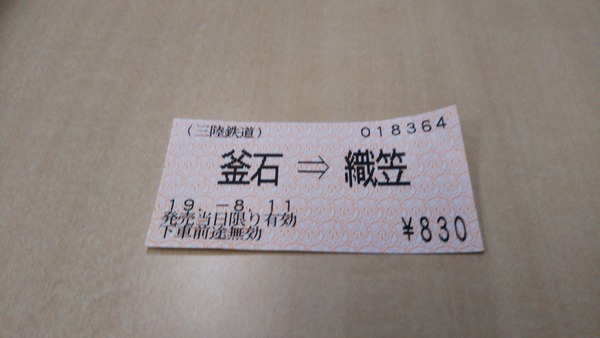 （三陸鉄道） 018364
釜石 ⇒ 織笠
19.-8.11
発売当日限り有効
下車前途無効
¥830